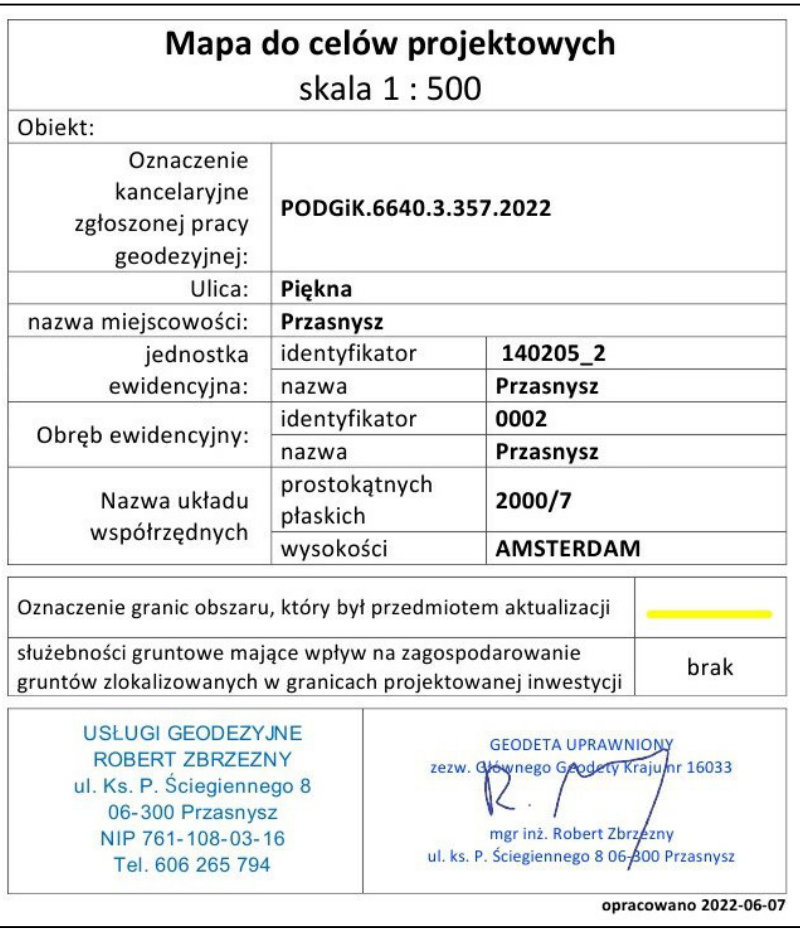 Mapa do celów projektowych
skala 1 : 500
Obiekt:
Oznaczenie
kancelaryjne
zgłoszonej pracy
geodezyjnej:
PODGiK.6640.3.357.2022
Ulica:
Piękna
nazwa miejscowości:
Przasnysz
jednostka
ewidencyjna:
identyfikator
140205_2
nazwa
Przasnysz
Obręb ewidencyjny:
identyfikator
0002
nazwa
Przasnysz
Nazwa układu
współrzędnych
prostokątnych
płaskich
2000/7
wysokości
AMSTERDAM
Oznaczenie granic obszaru, który był przedmiotem aktualizacji
służebności gruntowe mające wpływ na zagospodarowanie
gruntów zlokalizowanych w granicach projektowanej inwestycji
brak
USŁUGI GEODEZYJNE
ROBERT ZBRZEZNY
ul. Ks. P. Ściegiennego 8
06-300 Przasnysz
NIP 761-108-03-16
Tel. 606 265 794
GEODETA UPRAWNIONY
zezw. Głównego Geodety Kraju nr 16033
R.
mgr inż. Robert Zbrzezny
ul. ks. P. Ściegiennego 8 06-300 Przasnysz
opracowano 2022-06-07